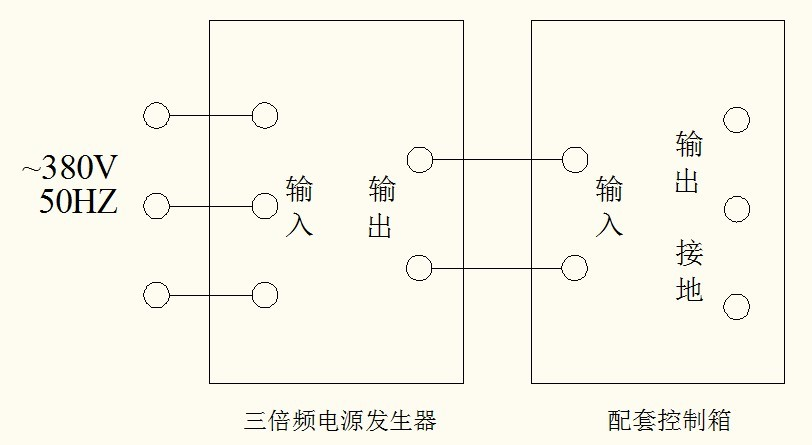 ~380V
50HZ
输入
输出
输入
输出
接地
三倍频电源发生器
配套控制箱